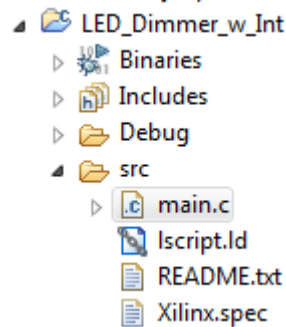 LED_Dimmer_w_Int
Binaries
Includes
Debug
src
main.c
lscript.ld
README.txt
Xilinx.spec